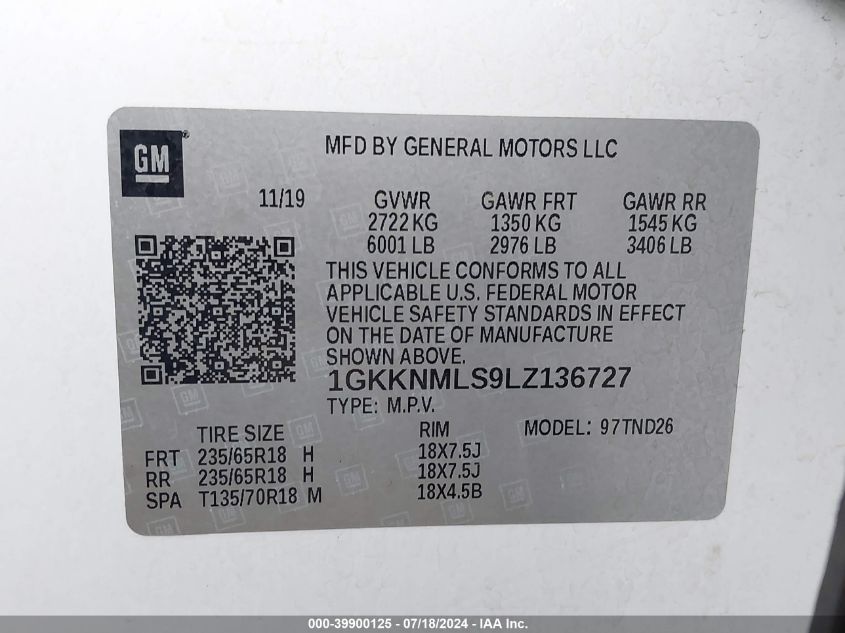 GM
MFD BY GENERAL MOTORS LLC
11/19 GVWR GAWR FRT GAWR RR
2722 KG 1350 KG 1545 KG
6001 LB 2976 LB 3406 LB
THIS VEHICLE CONFORMS TO ALL
APPLICABLE U.S. FEDERAL MOTOR
VEHICLE SAFETY STANDARDS IN EFFECT
ON THE DATE OF MANUFACTURE
SHOWN ABOVE.
1GKKNMLS9LZ136727
TYPE: M.P.V.
TIRE SIZE RIM MODEL: 97TND26
FRT 235/65R18 H 18X7.5J
RR 235/65R18 H 18X7.5J
SPA T135/70R18 M 18X4.5B
000-39900125 - 07/18/2024 - IAA Inc.